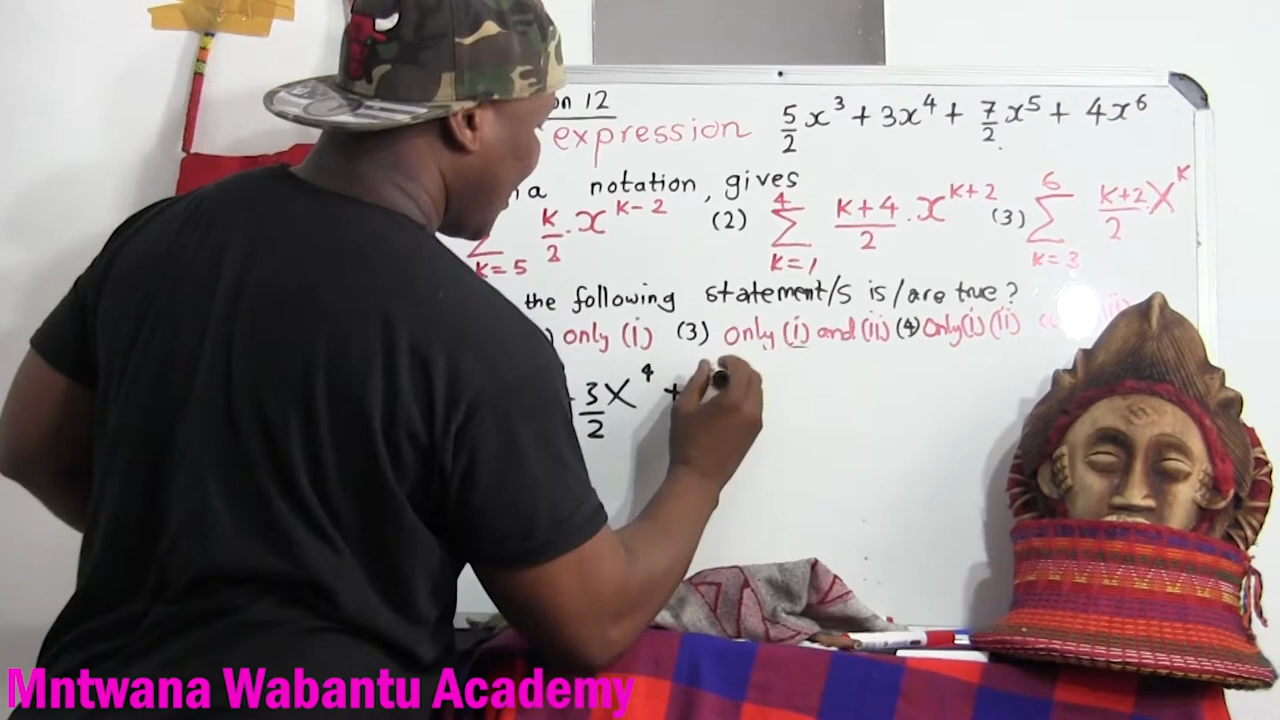 on 12
expression 5/2 x³ + 3x⁴ + 7/2 x⁵ + 4x⁶
a notation, gives
∑ k=5 k/2 . x^(k-2) (2) 4 ∑ k=1 k+4/2 . x^(k+2) (3) 6 ∑ k=3 k+2/2 . x^k
the following statement/s is/are true?
) only (i) (3) only (i) and (ii) (4) only (i) (ii)
3/2 x⁴ +
Mntwana Wabantu Academy